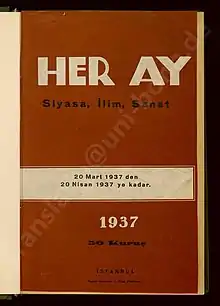 HER AY
Siyasa, İlim, Sanat
20 Mart 1937 den
20 Nisan 1937 ye kadar.
1937
50 Kuruş
İSTANBUL